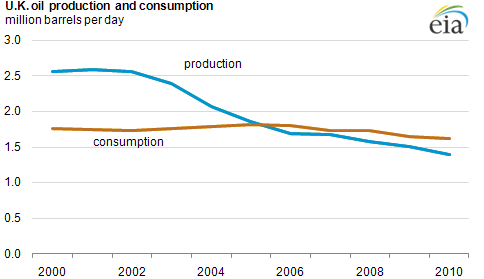 U.K. oil production and consumption
million barrels per day
eia
3.0
2.5
2.0
1.5
1.0
0.5
0.0
production
consumption
2000 2002 2004 2006 2008 2010